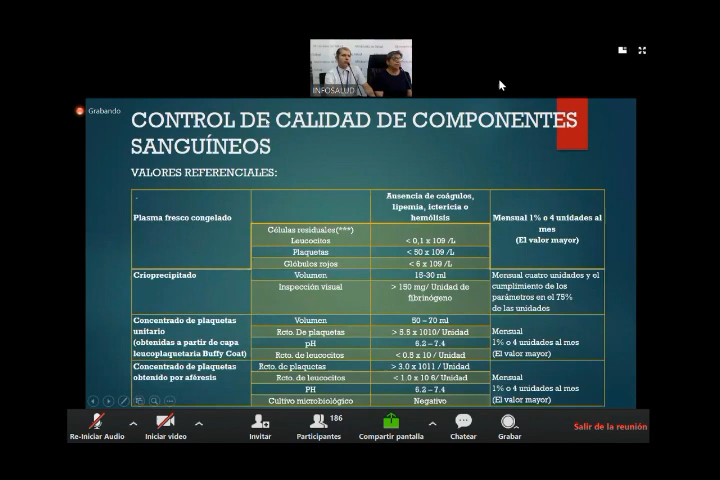 INFOSALUD
Grabando
CONTROL DE CALIDAD DE COMPONENTES
SANGUÍNEOS
VALORES REFERENCIALES:
Plasma fresco congelado
Ausencia de coágulos,
lipemia, ictericia o
hemólisis
Mensual 1% o 4 unidades al
mes
(El valor mayor)
Células residuales(***)
Leucocitos
< 0,1 x 109 /L
Plaquetas
< 50 x 109 /L
Glóbulos rojos
< 6 x 109 /L
Crioprecipitado
Volumen
15-30 ml
Mensual cuatro unidades y el
cumplimiento de los
parámetros en el 75%
de las unidades
Inspección visual
> 150 mg/ Unidad de
fibrinógeno
Concentrado de plaquetas
unitario
(obtenidas a partir de capa
leucoplaquetaria Buffy Coat)
Volumen
50 – 70 ml
Rcto. De plaquetas
> 5.5 x 1010/ Unidad
pH
6.2 – 7.4
Rcto. de leucocitos
< 0.5 x 10 / Unidad
Mensual
1% o 4 unidades al mes
(El valor mayor)
Concentrado de plaquetas
obtenido por aféresis
Rcto. de plaquetas
> 3.0 x 1011 / Unidad
Rcto. de leucocitos
< 1.0 x 10 6/ Unidad
PH
6.2 – 7.4
Cultivo microbiológico
Negativo
Mensual
1% o 4 unidades al mes
(El valor mayor)
Re-Iniciar Audio
Iniciar video
Invitar
186
Participantes
Compartir pantalla
Chatear
Grabar
Salir de la reunión